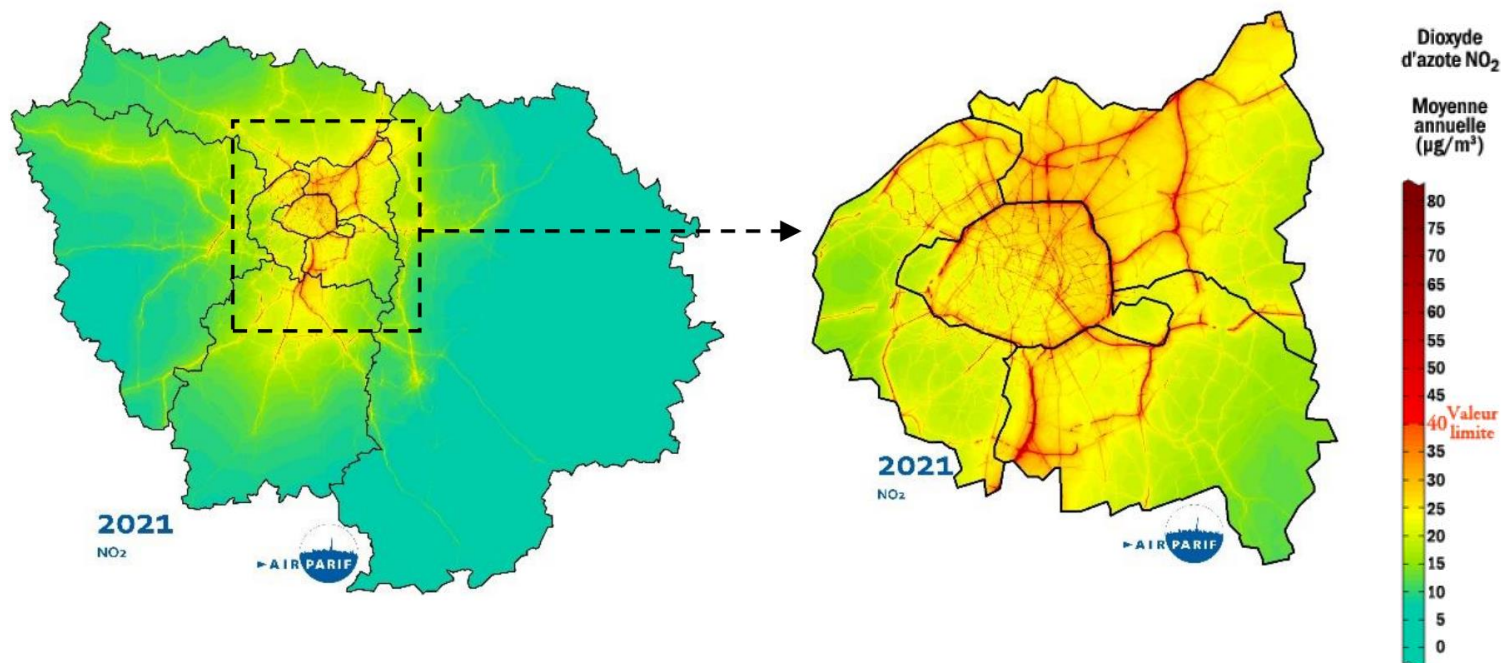 2021
NO2
►AIR PARIF
2021
NO2
►AIR PARIF
Dioxyde
d'azote NO₂
Moyenne
annuelle
(µg/m³)
80
75
70
65
60
55
50
45
40 Valeur
limite
35
30
25
20
15
10
5
0